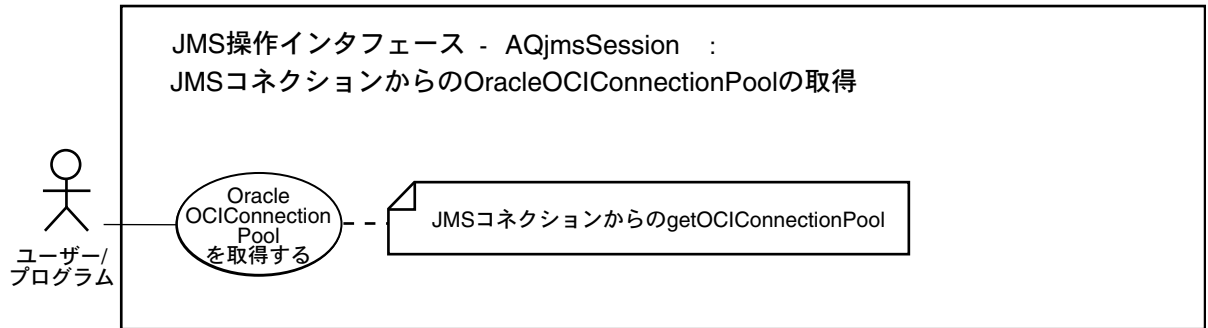 JMS操作インタフェース - AQjmsSession :
JMSコネクションからのOracleOCIConnectionPoolの取得
Oracle
OCIConnection
Pool
を取得する
JMSコネクションからのgetOCIConnectionPool
ユーザー/
プログラム